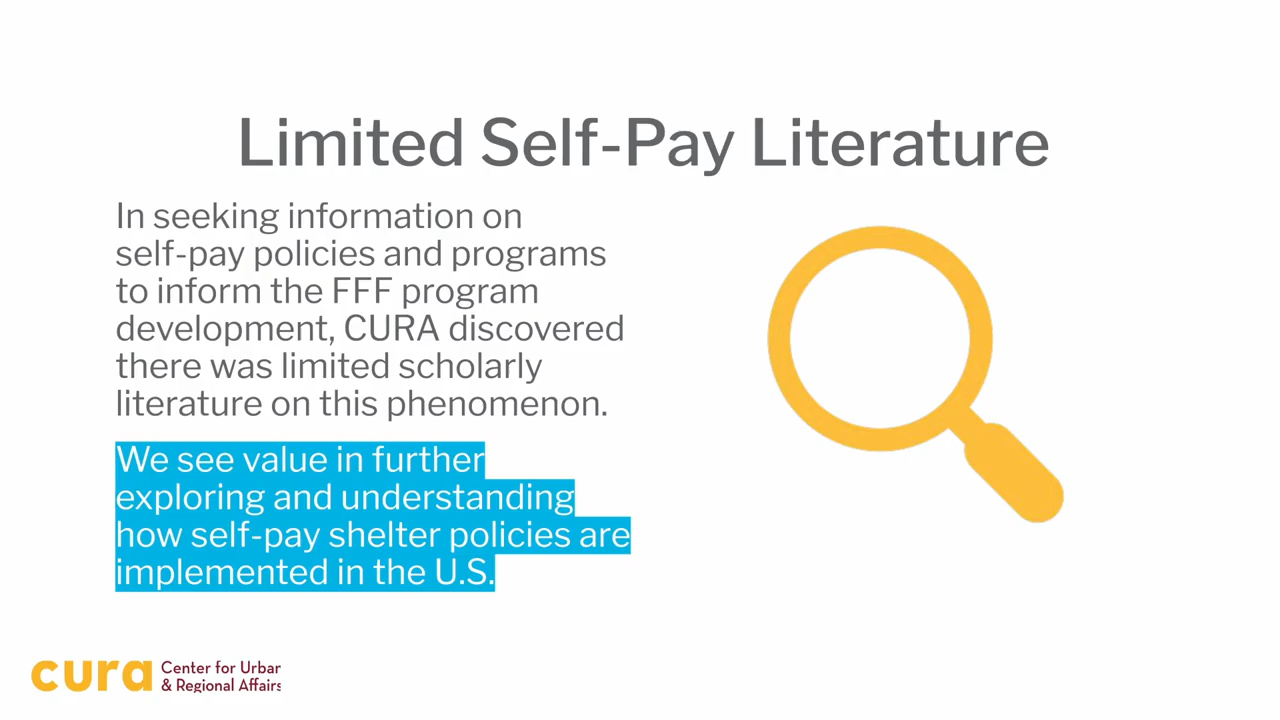 Limited Self-Pay Literature
In seeking information on
self-pay policies and programs
to inform the FFF program
development, CURA discovered
there was limited scholarly
literature on this phenomenon.
We see value in further
exploring and understanding
how self-pay shelter policies are
implemented in the U.S.
cura
Center for Urban
& Regional Affairs